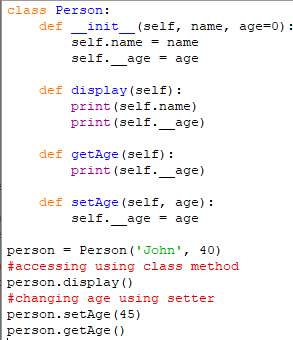 class Person:
    def __init__(self, name, age=0):
        self.name = name
        self.__age = age

    def display(self):
        print(self.name)
        print(self.__age)

    def getAge(self):
        print(self.__age)

    def setAge(self, age):
        self.__age = age

person = Person('John', 40)
#accessing using class method
person.display()
#changing age using setter
person.setAge(45)
person.getAge()